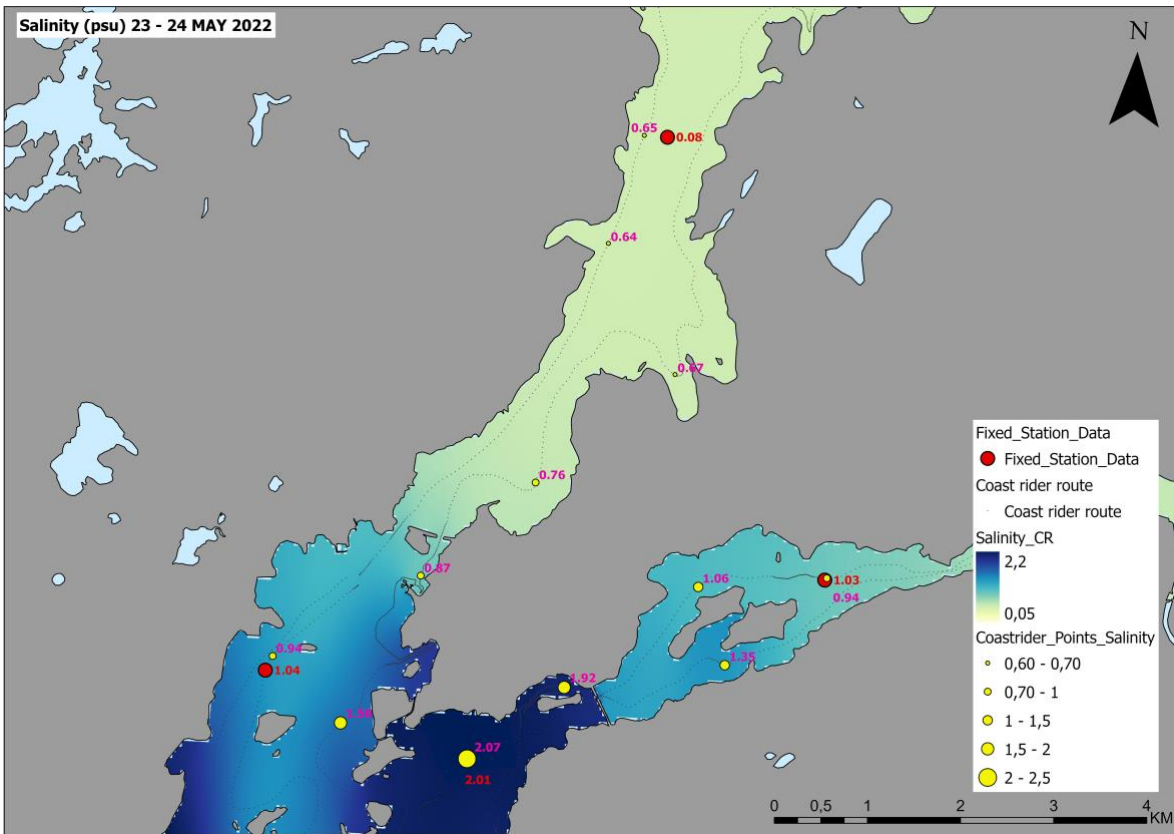 Salinity (psu) 23 - 24 MAY 2022
N
0.65
0.08
0.64
0.67
0.76
0.87
1.06
1.03
0.94
0.94
1.04
1.35
1.92
2.07
2.01
Fixed_Station_Data
Fixed_Station_Data
Coast rider route
Coast rider route
Salinity_CR
2,2
0,05
Coastrider_Points_Salinity
0,60 - 0,70
0,70 - 1
1 - 1,5
1,5 - 2
2 - 2,5
0 0,5 1 2 3 4
KM